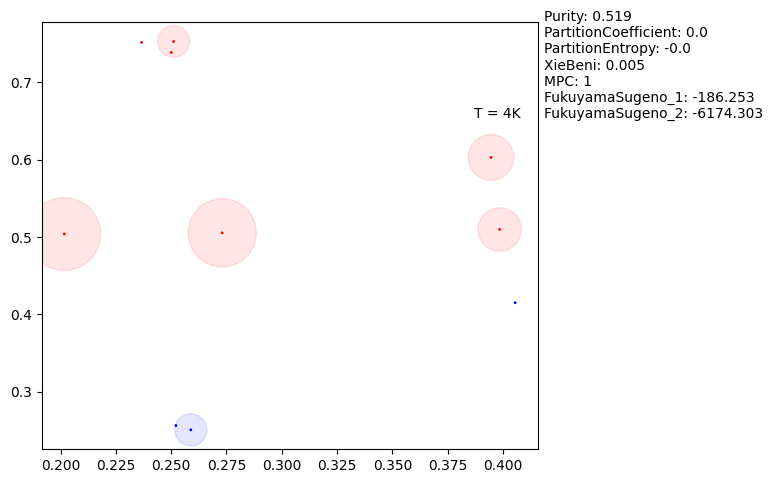 Purity: 0.519
PartitionCoefficient: 0.0
PartitionEntropy: -0.0
XieBeni: 0.005
MPC: 1
FukuyamaSugeno_1: -186.253
FukuyamaSugeno_2: -6174.303
T = 4K
0.7
0.6
0.5
0.4
0.3
0.200 0.225 0.250 0.275 0.300 0.325 0.350 0.375 0.400